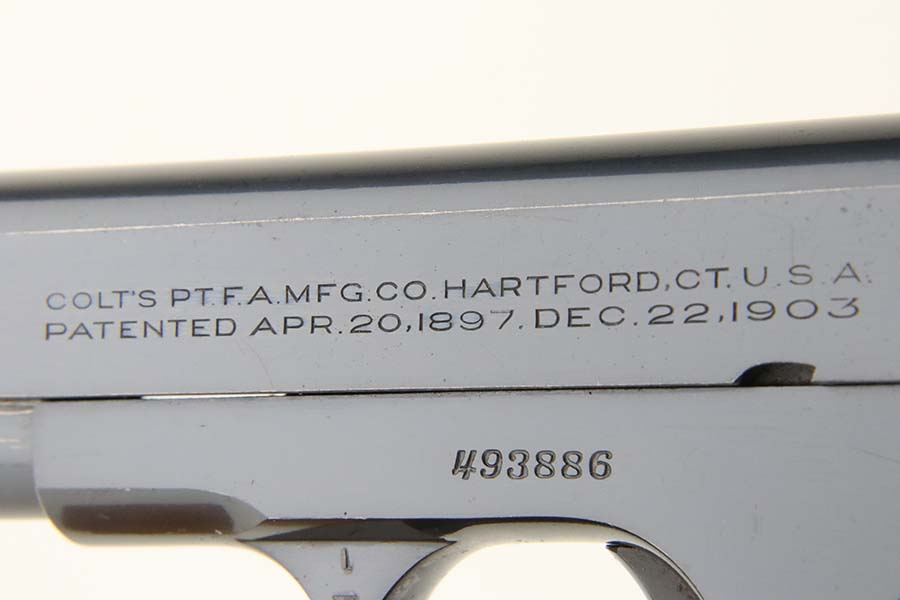 COLT'S PT.F.A.MFG.CO.HARTFORD,CT.U.S.A.
PATENTED APR.20,1897.DEC.22,1903
493886